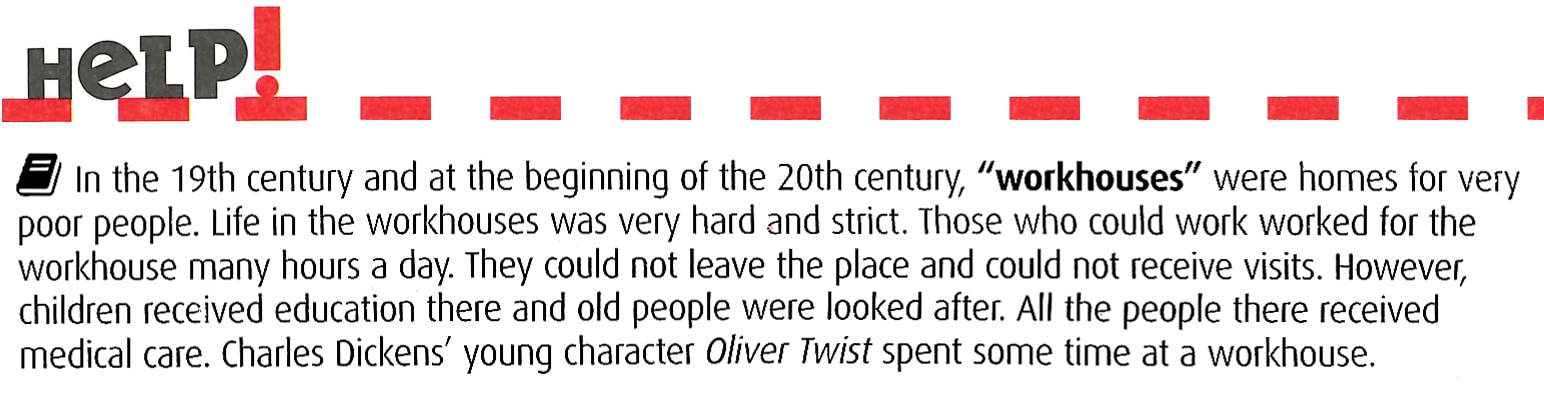 HeLP!
In the 19th century and at the beginning of the 20th century, “workhouses” were homes for very
poor people. Life in the workhouses was very hard and strict. Those who could work worked for the
workhouse many hours a day. They could not leave the place and could not receive visits. However,
children received education there and old people were looked after. All the people there received
medical care. Charles Dickens’ young character Oliver Twist spent some time at a workhouse.